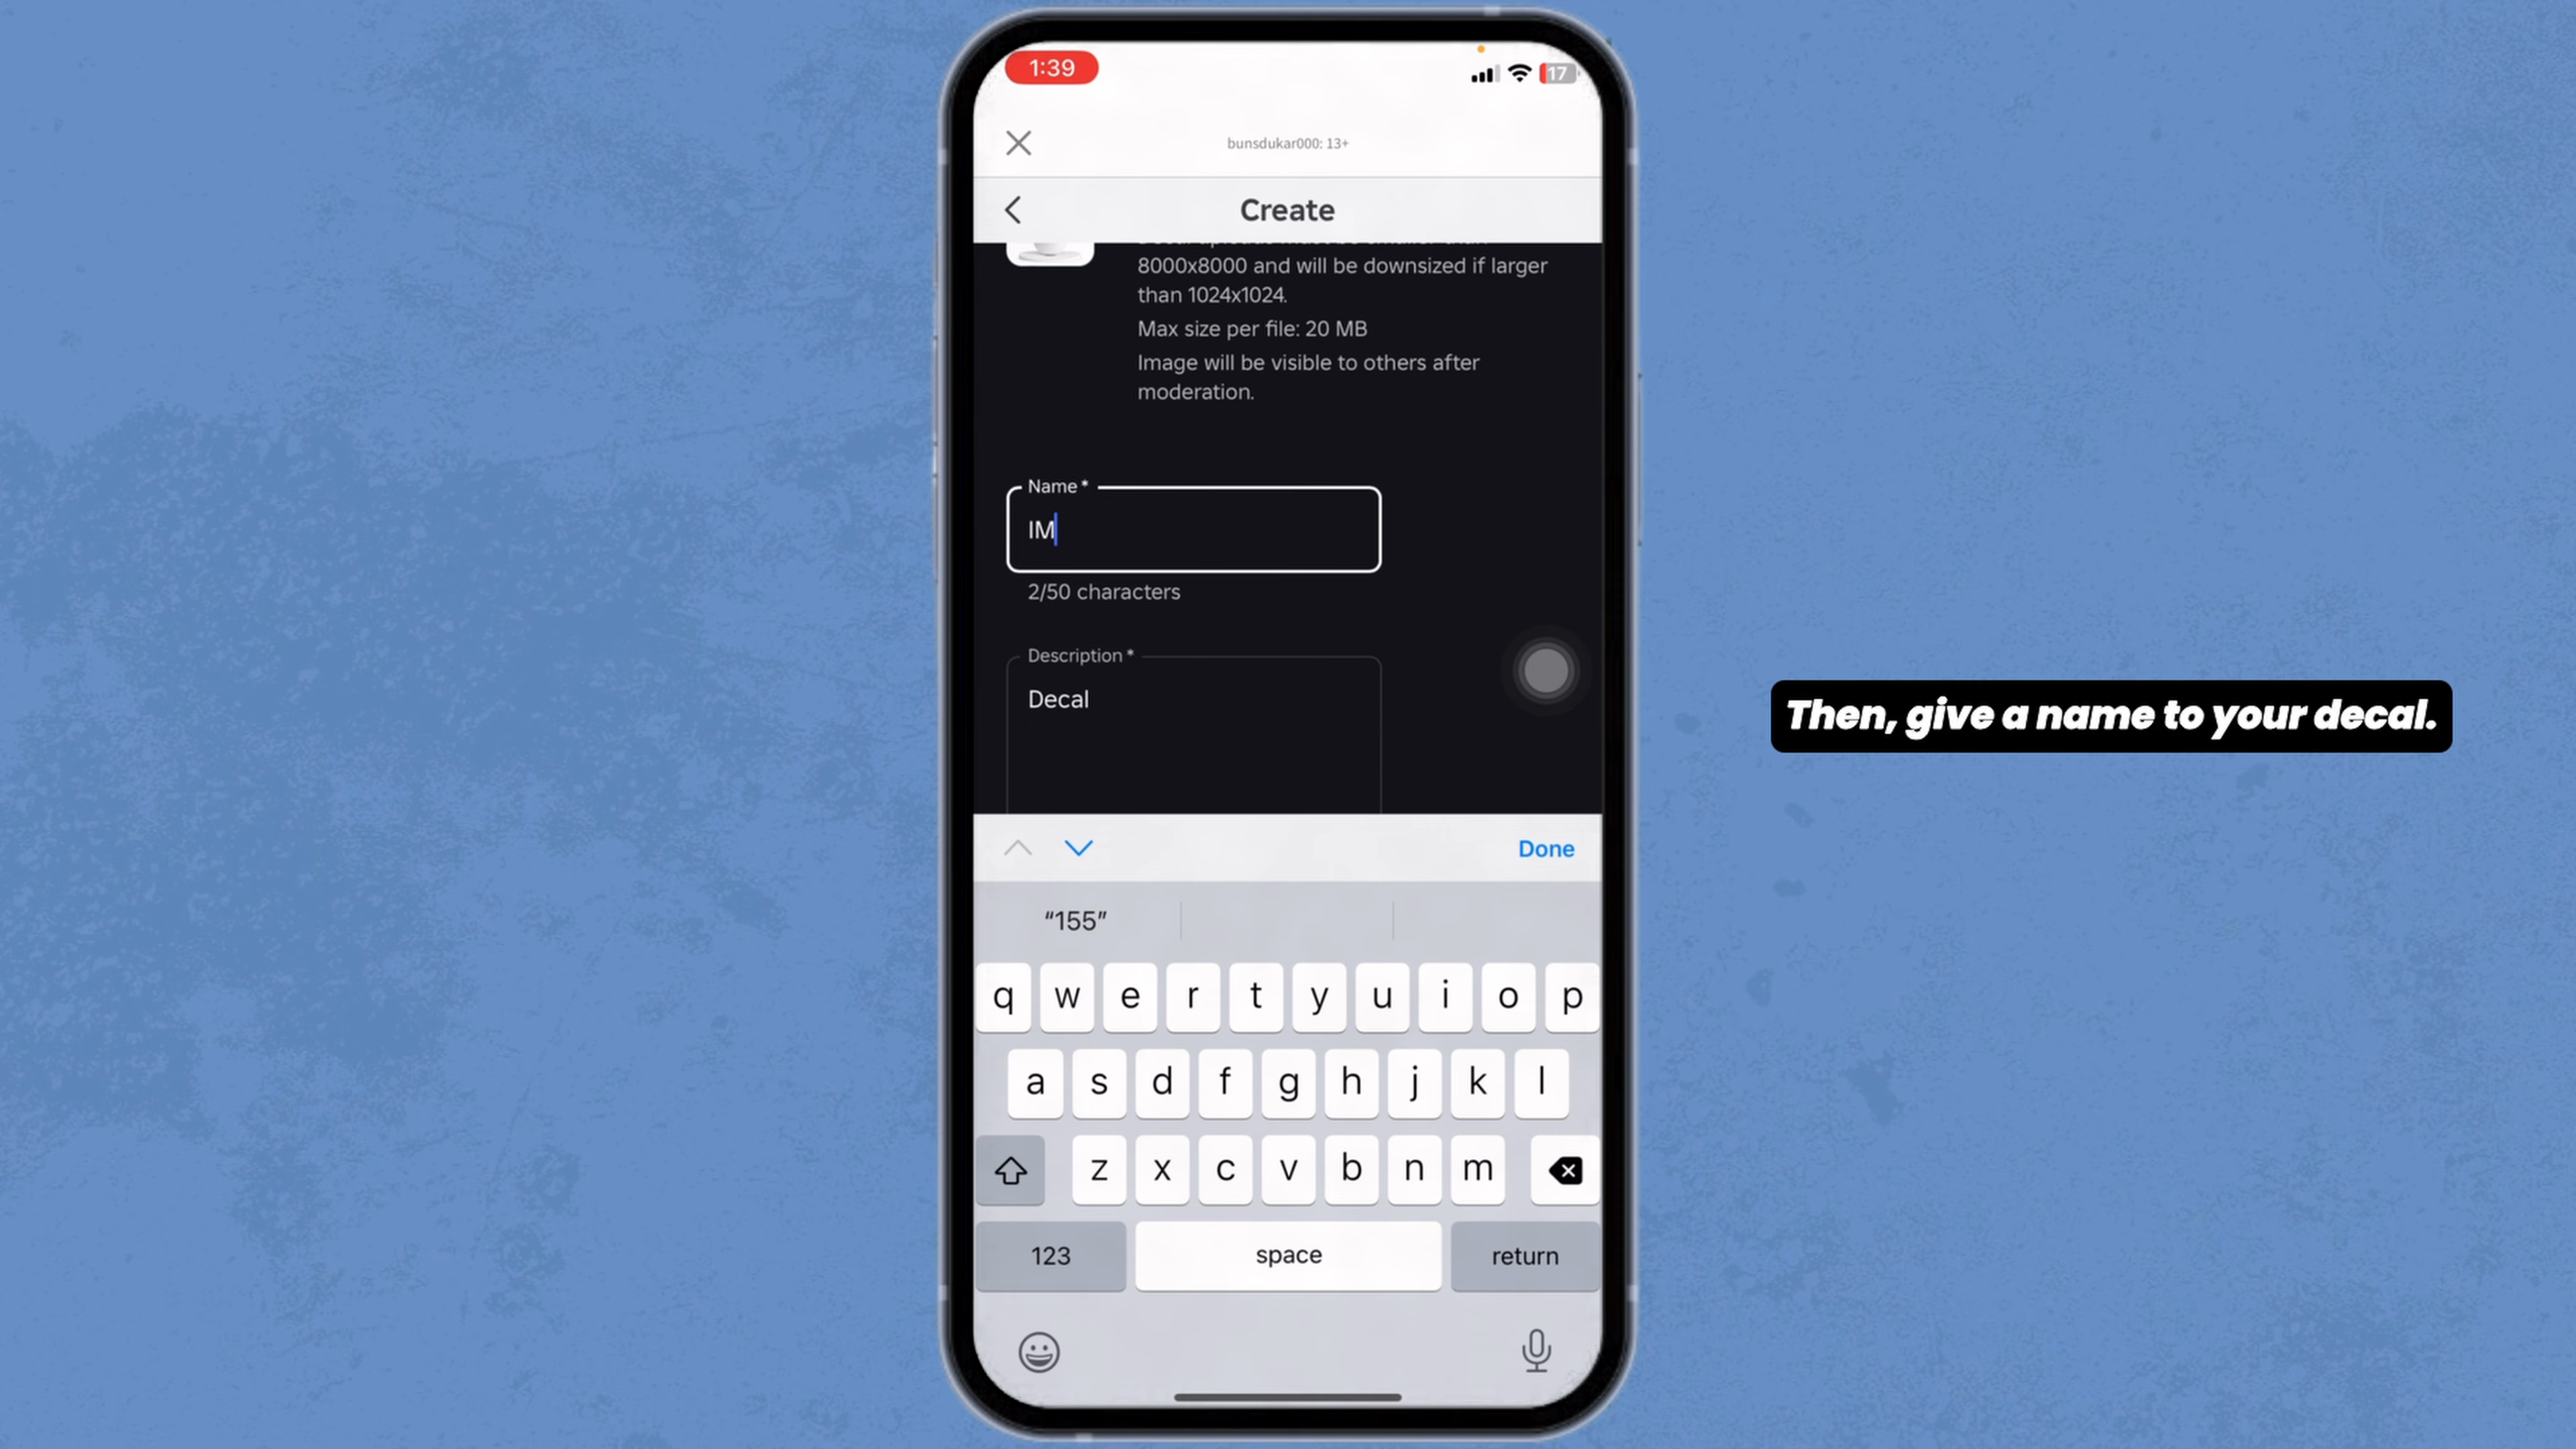 1:39
17
bunsdukar000: 13+
Create
8000x8000 and will be downsized if larger
than 1024x1024.
Max size per file: 20 MB
Image will be visible to others after
moderation.
Name *
IM
2/50 characters
Description *
Decal
Then, give a name to your decal.
Done
“155”
q w e r t y u i o p
a s d f g h j k l
z x c v b n m
123 space return